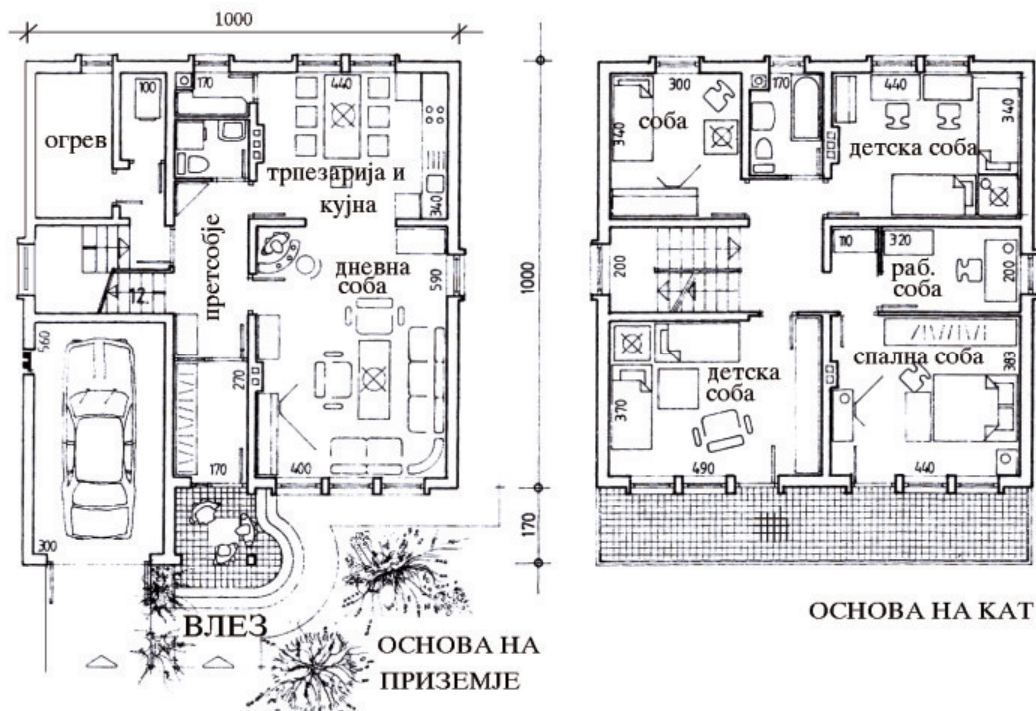 1000
огрев
100
170
440
трпезарија и
кујна
340
претсобје
12.
дневна
соба
590
560
270
170
400
300
1000
170
ВЛЕЗ
ОСНОВА НА
ПРИЗЕМЈЕ
300
соба
340
170
440
340
детска соба
200
110
320
раб.
соба
200
детска
соба
370
490
спална соба
383
440
ОСНОВА НА КАТ